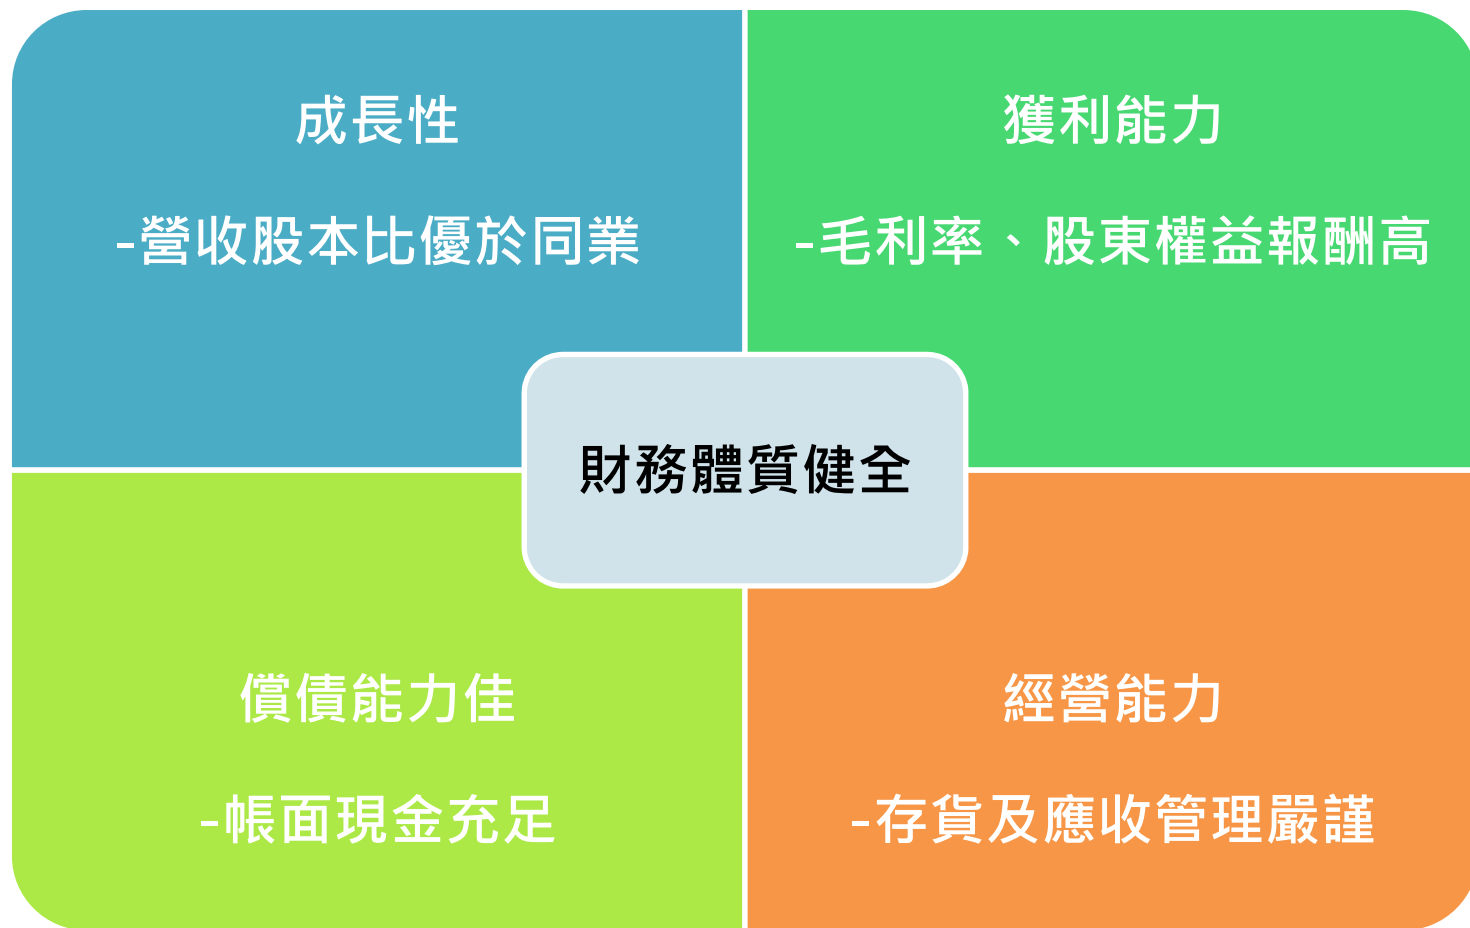 成長性
-營收股本比優於同業
獲利能力
-毛利率、股東權益報酬高
財務體質健全
償債能力佳
-帳面現金充足
經營能力
-存貨及應收管理嚴謹